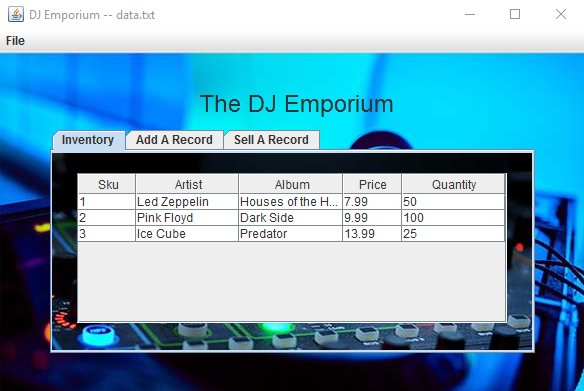 DJ Emporium -- data.txt
File
The DJ Emporium
Inventory Add A Record Sell A Record
Sku Artist Album Price Quantity
1 Led Zeppelin Houses of the H... 7.99 50
2 Pink Floyd Dark Side 9.99 100
3 Ice Cube Predator 13.99 25